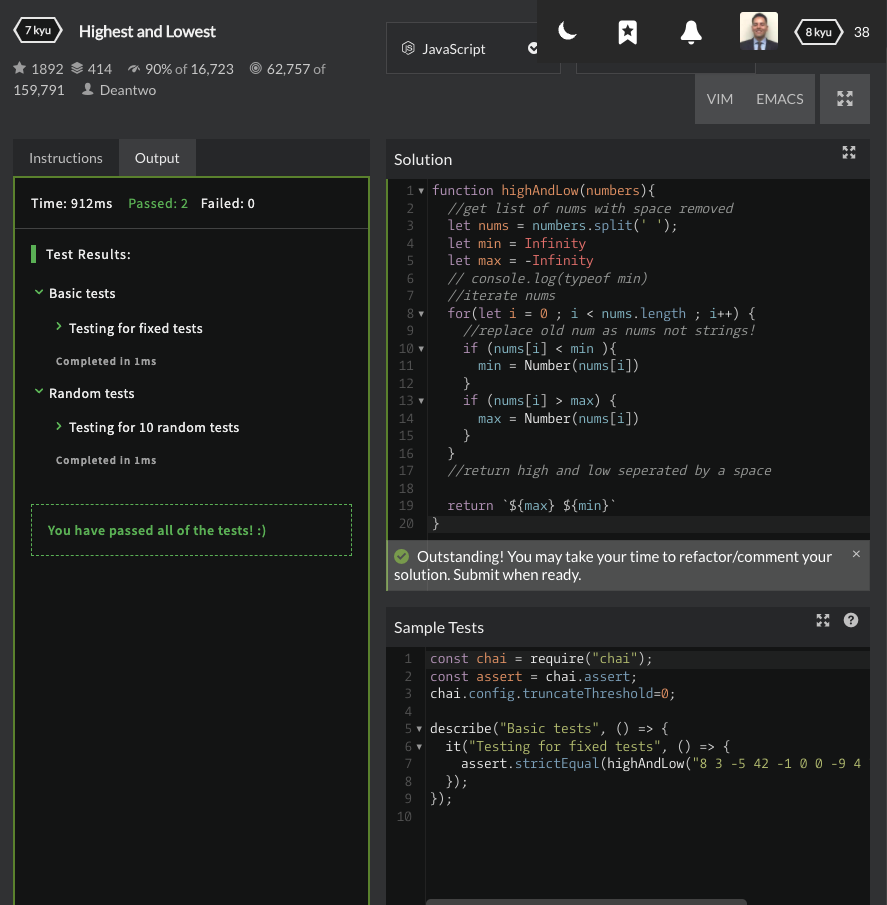 7 kyu Highest and Lowest
1892 414 90% of 16,723 62,757 of
159,791 Deantwo
JavaScript
8 kyu 38
VIM EMACS
Instructions Output
Time: 912ms Passed: 2 Failed: 0
Test Results:
Basic tests
Testing for fixed tests
Completed in 1ms
Random tests
Testing for 10 random tests
Completed in 1ms
You have passed all of the tests! :)
Solution
1 function highAndLow(numbers){
2 //get list of nums with space removed
3 let nums = numbers.split(' ');
4 let min = Infinity
5 let max = -Infinity
6 // console.log(typeof min)
7 //iterate nums
8 for(let i = 0 ; i < nums.length ; i++) {
9 //replace old num as nums not strings!
10 if (nums[i] < min ){
11 min = Number(nums[i])
12 }
13 if (nums[i] > max) {
14 max = Number(nums[i])
15 }
16 }
17 //return high and low seperated by a space
18
19 return `${max} ${min}`
20 }
Outstanding! You may take your time to refactor/comment your
solution. Submit when ready.
Sample Tests
1 const chai = require("chai");
2 const assert = chai.assert;
3 chai.config.truncateThreshold=0;
4
5 describe("Basic tests", () => {
6 it("Testing for fixed tests", () => {
7 assert.strictEqual(highAndLow("8 3 -5 42 -1 0 0 -9 4
8 });
9 });
10